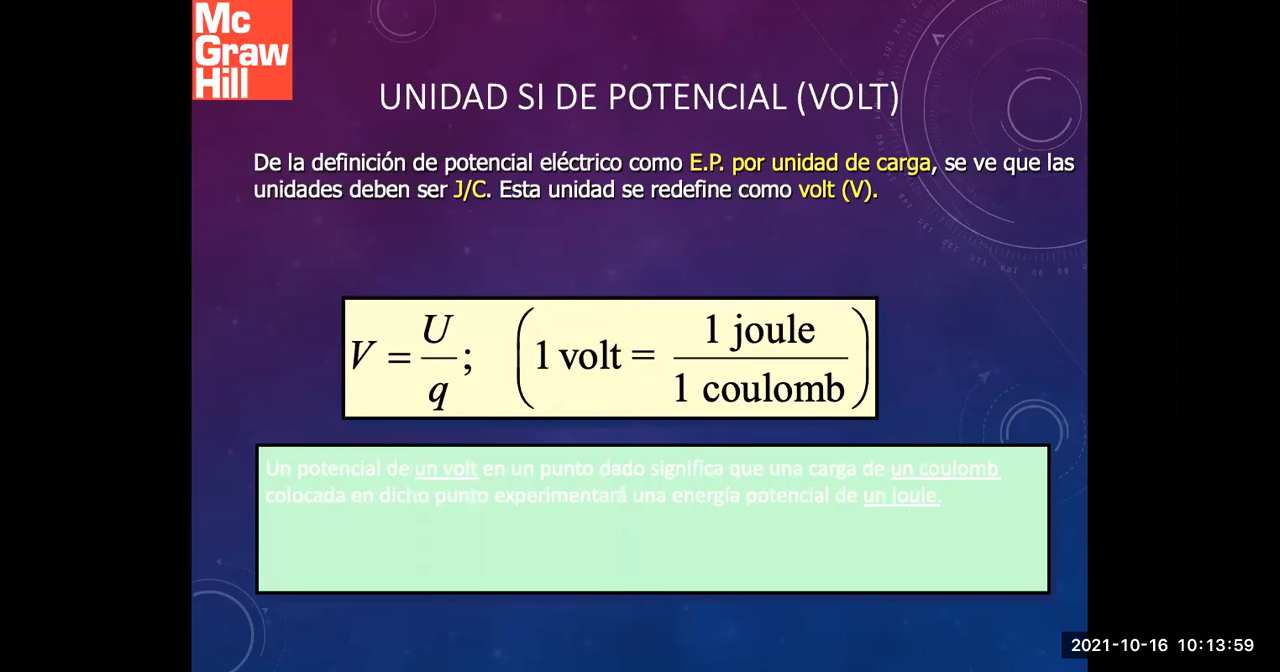 Mc
Graw
Hill
UNIDAD SI DE POTENCIAL (VOLT)
De la definición de potencial eléctrico como E.P. por unidad de carga, se ve que las
unidades deben ser J/C. Esta unidad se redefine como volt (V).
V = U/q; (1 volt = 1 joule / 1 coulomb)
Un potencial de un volt en un punto dado significa que una carga de un coulomb
colocada en dicho punto experimentará una energía potencial de un joule.
2021-10-16 10:13:59